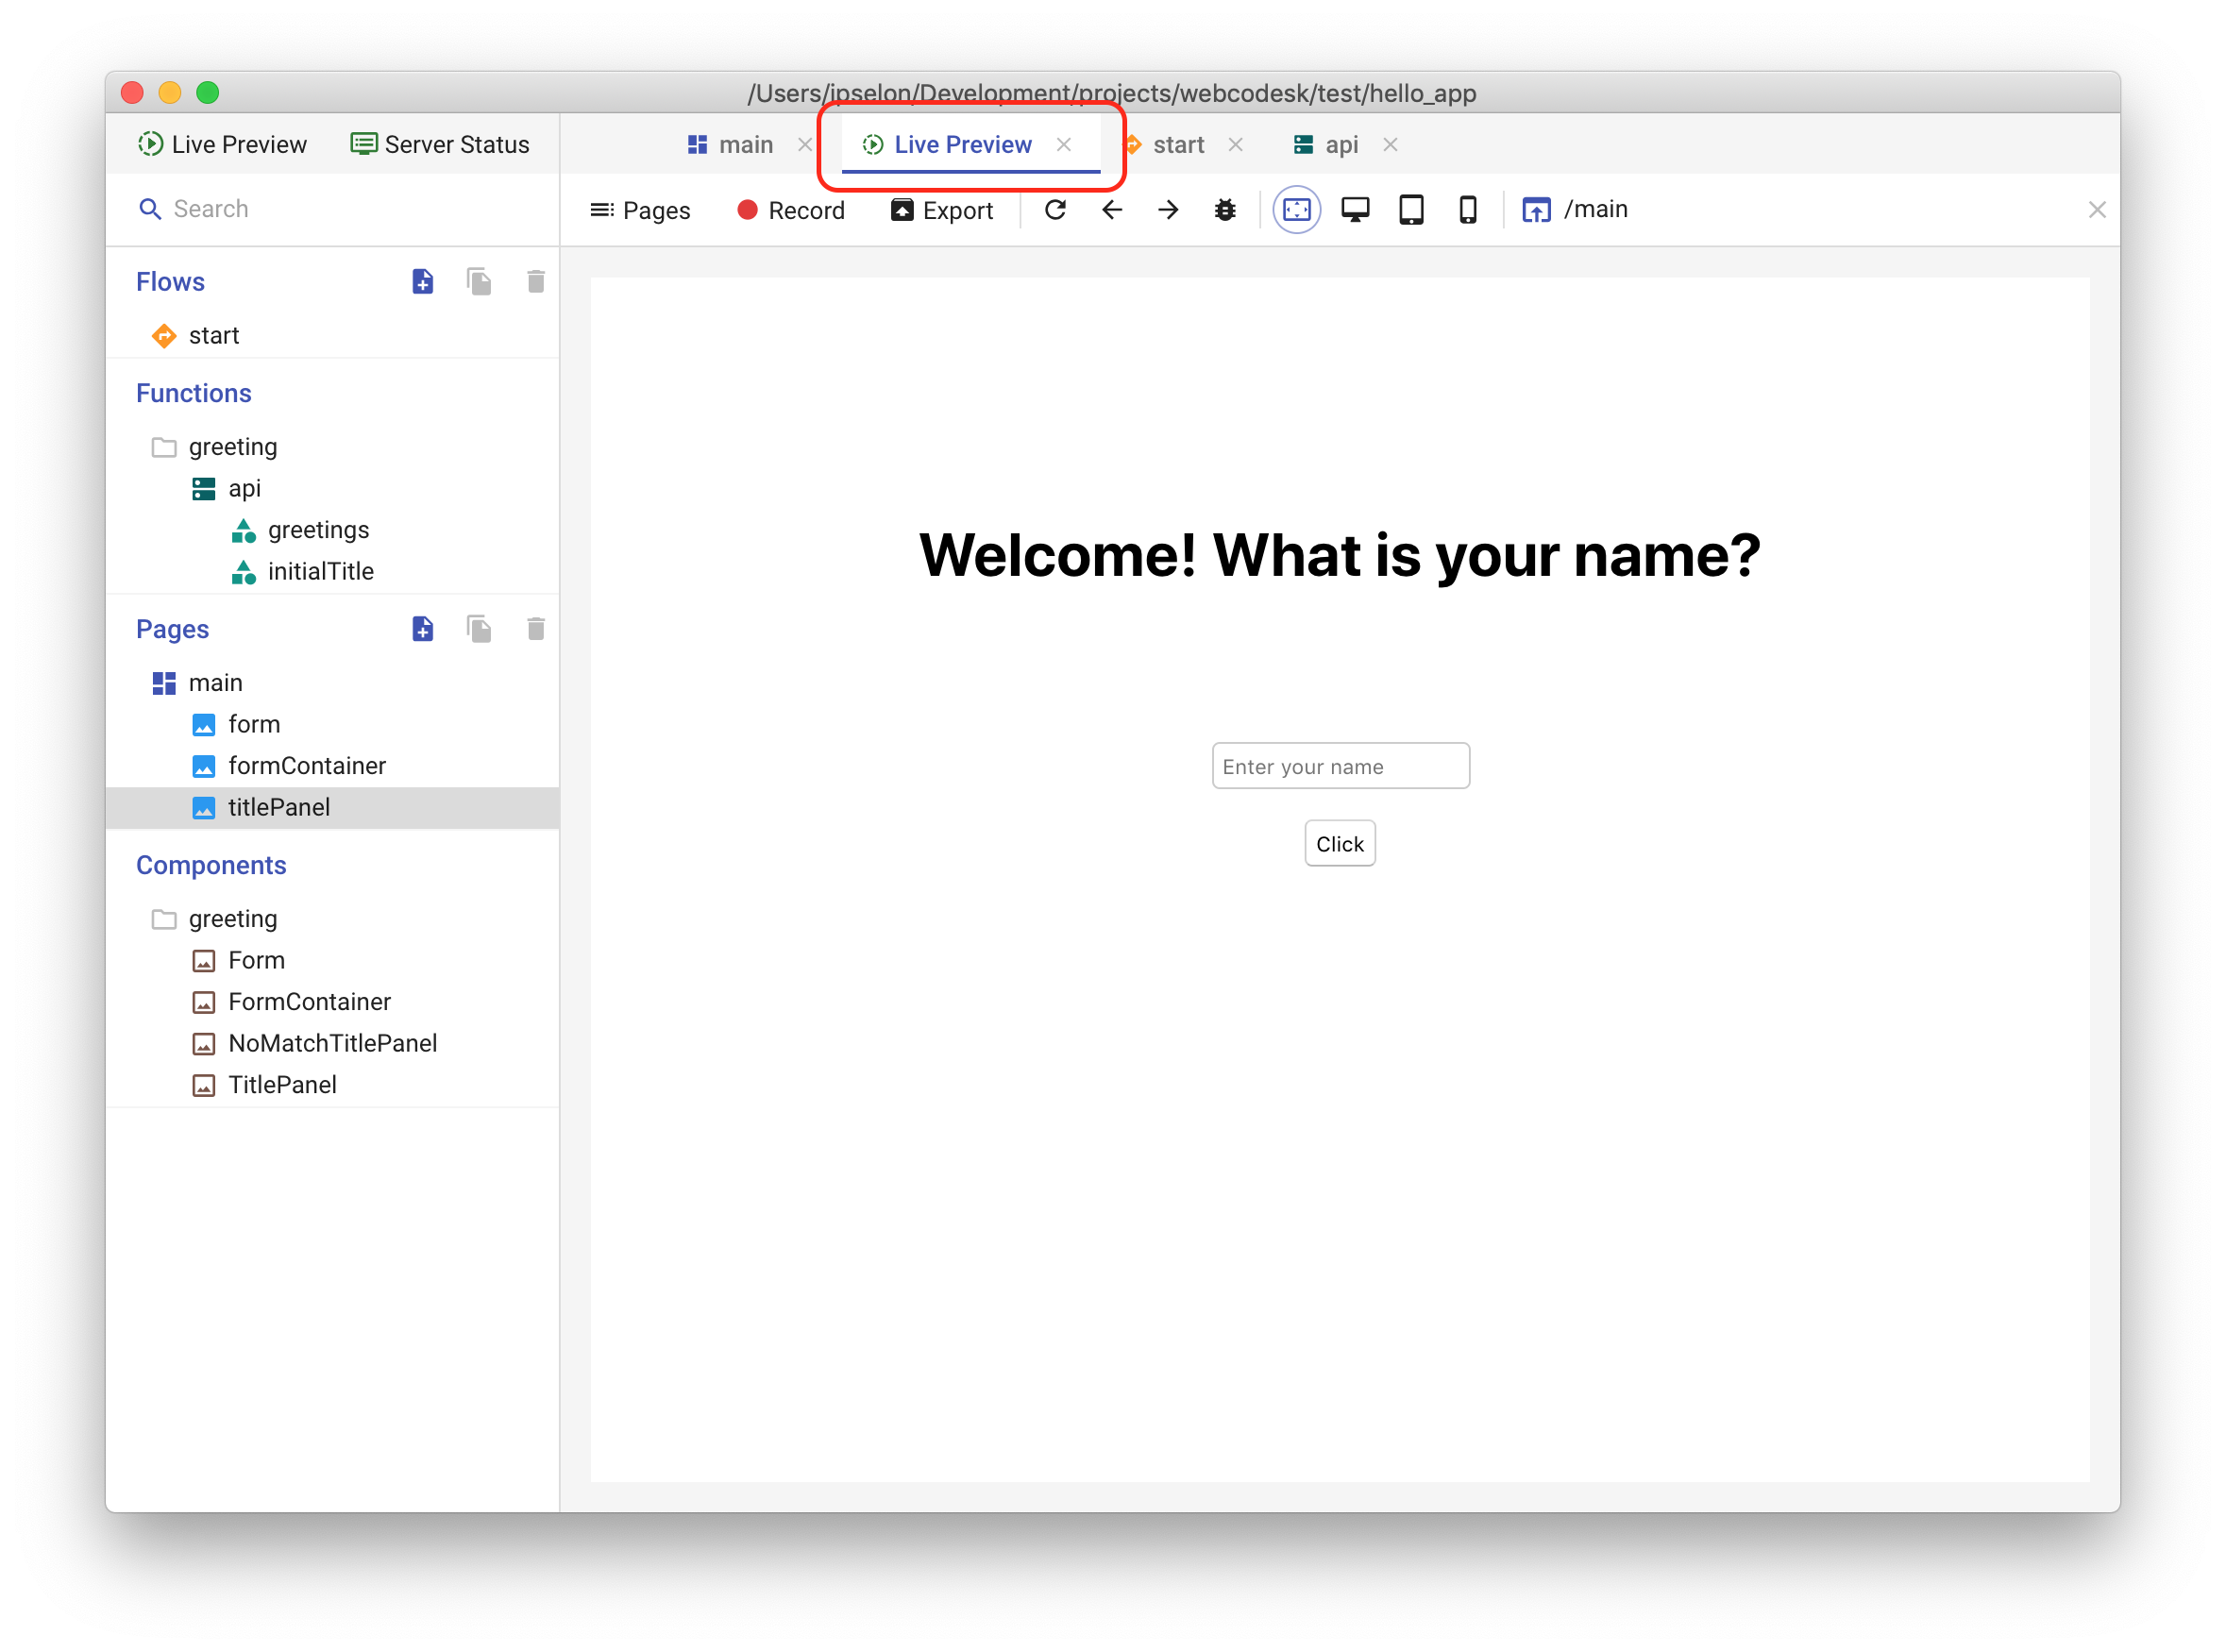 /Users/ipselon/Development/projects/webcodesk/test/hello_app
Live Preview Server Status main Live Preview start api
Search
Pages Record Export /main
Flows
start
Functions
greeting
api
greetings
initialTitle
Pages
main
form
formContainer
titlePanel
Components
greeting
Form
FormContainer
NoMatchTitlePanel
TitlePanel
Welcome! What is your name?
Enter your name
Click